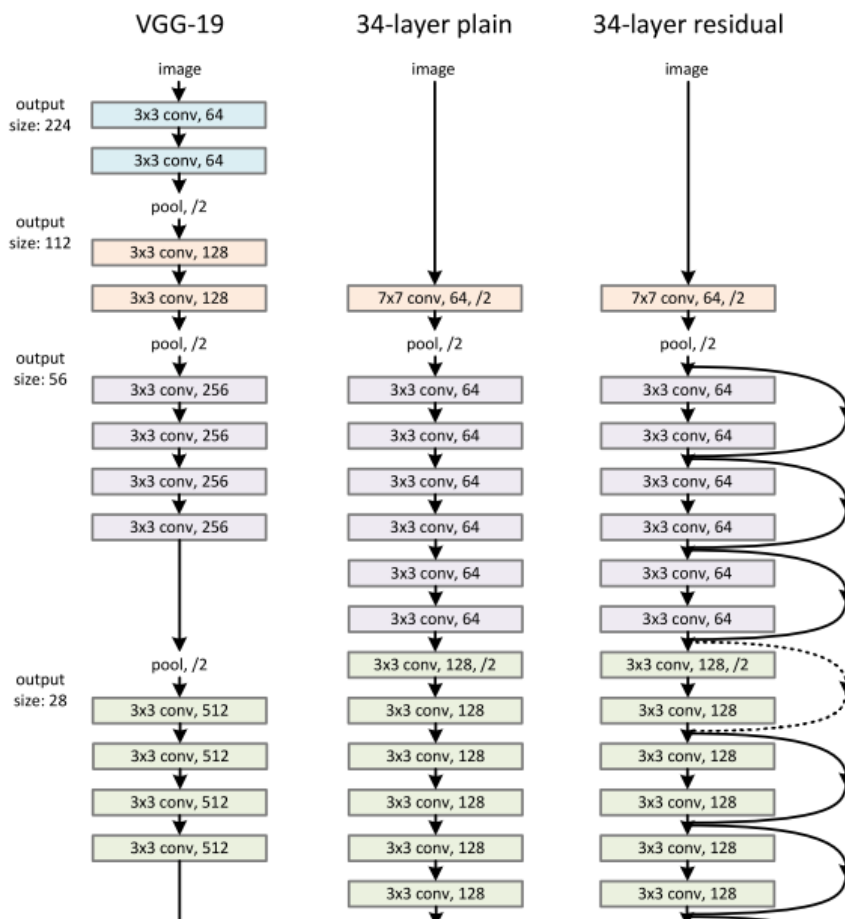 VGG-19
34-layer plain
34-layer residual
image
image
image
output
size: 224
3x3 conv, 64
3x3 conv, 64
pool, /2
output
size: 112
3x3 conv, 128
3x3 conv, 128
7x7 conv, 64, /2
7x7 conv, 64, /2
pool, /2
pool, /2
pool, /2
output
size: 56
3x3 conv, 256
3x3 conv, 64
3x3 conv, 64
3x3 conv, 256
3x3 conv, 64
3x3 conv, 64
3x3 conv, 256
3x3 conv, 64
3x3 conv, 64
3x3 conv, 256
3x3 conv, 64
3x3 conv, 64
3x3 conv, 64
3x3 conv, 64
3x3 conv, 64
3x3 conv, 64
pool, /2
3x3 conv, 128, /2
3x3 conv, 128, /2
output
size: 28
3x3 conv, 512
3x3 conv, 128
3x3 conv, 128
3x3 conv, 512
3x3 conv, 128
3x3 conv, 128
3x3 conv, 512
3x3 conv, 128
3x3 conv, 128
3x3 conv, 512
3x3 conv, 128
3x3 conv, 128
3x3 conv, 128
3x3 conv, 128